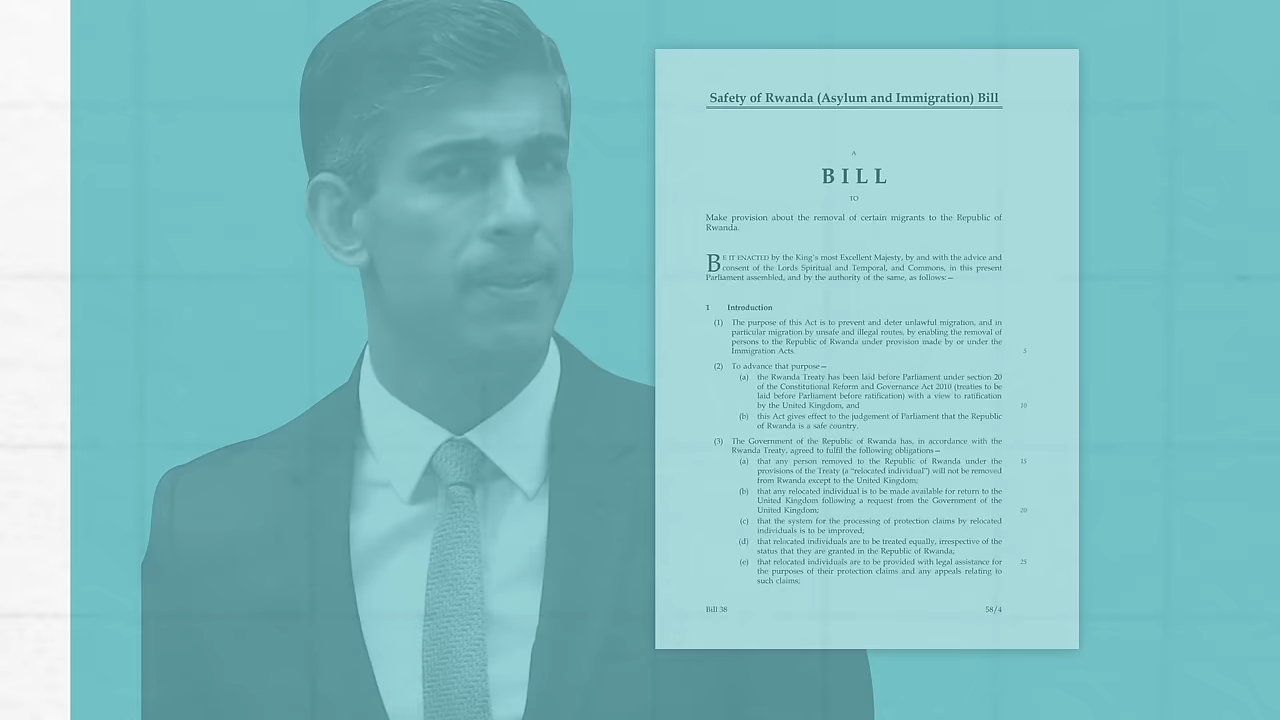 Safety of Rwanda (Asylum and Immigration) Bill
A
BILL
TO
Make provision about the removal of certain migrants to the Republic of
Rwanda.
BE IT ENACTED by the King's most Excellent Majesty, by and with the advice and
consent of the Lords Spiritual and Temporal, and Commons, in this present
Parliament assembled, and by the authority of the same, as follows:—
1 Introduction
(1) The purpose of this Act is to prevent and deter unlawful migration, and in
particular migration by unsafe and illegal routes, by enabling the removal of
persons to the Republic of Rwanda under provision made by or under the
Immigration Acts. 5
(2) To advance that purpose—
(a) the Rwanda Treaty has been laid before Parliament under section 20
of the Constitutional Reform and Governance Act 2010 (treaties to be
laid before Parliament before ratification) with a view to ratification
by the United Kingdom, and 10
(b) this Act gives effect to the judgement of Parliament that the Republic
of Rwanda is a safe country.
(3) The Government of the Republic of Rwanda has, in accordance with the
Rwanda Treaty, agreed to fulfil the following obligations—
(a) that any person removed to the Republic of Rwanda under the 15
provisions of the Treaty (a "relocated individual") will not be removed
from Rwanda except to the United Kingdom;
(b) that any relocated individual is to be made available for return to the
United Kingdom following a request from the Government of the
United Kingdom; 20
(c) that the system for the processing of protection claims by relocated
individuals is to be improved;
(d) that relocated individuals are to be treated equally, irrespective of the
status that they are granted in the Republic of Rwanda;
(e) that relocated individuals are to be provided with legal assistance for 25
the purposes of their protection claims and any appeals relating to
such claims;
Bill 38 58/4